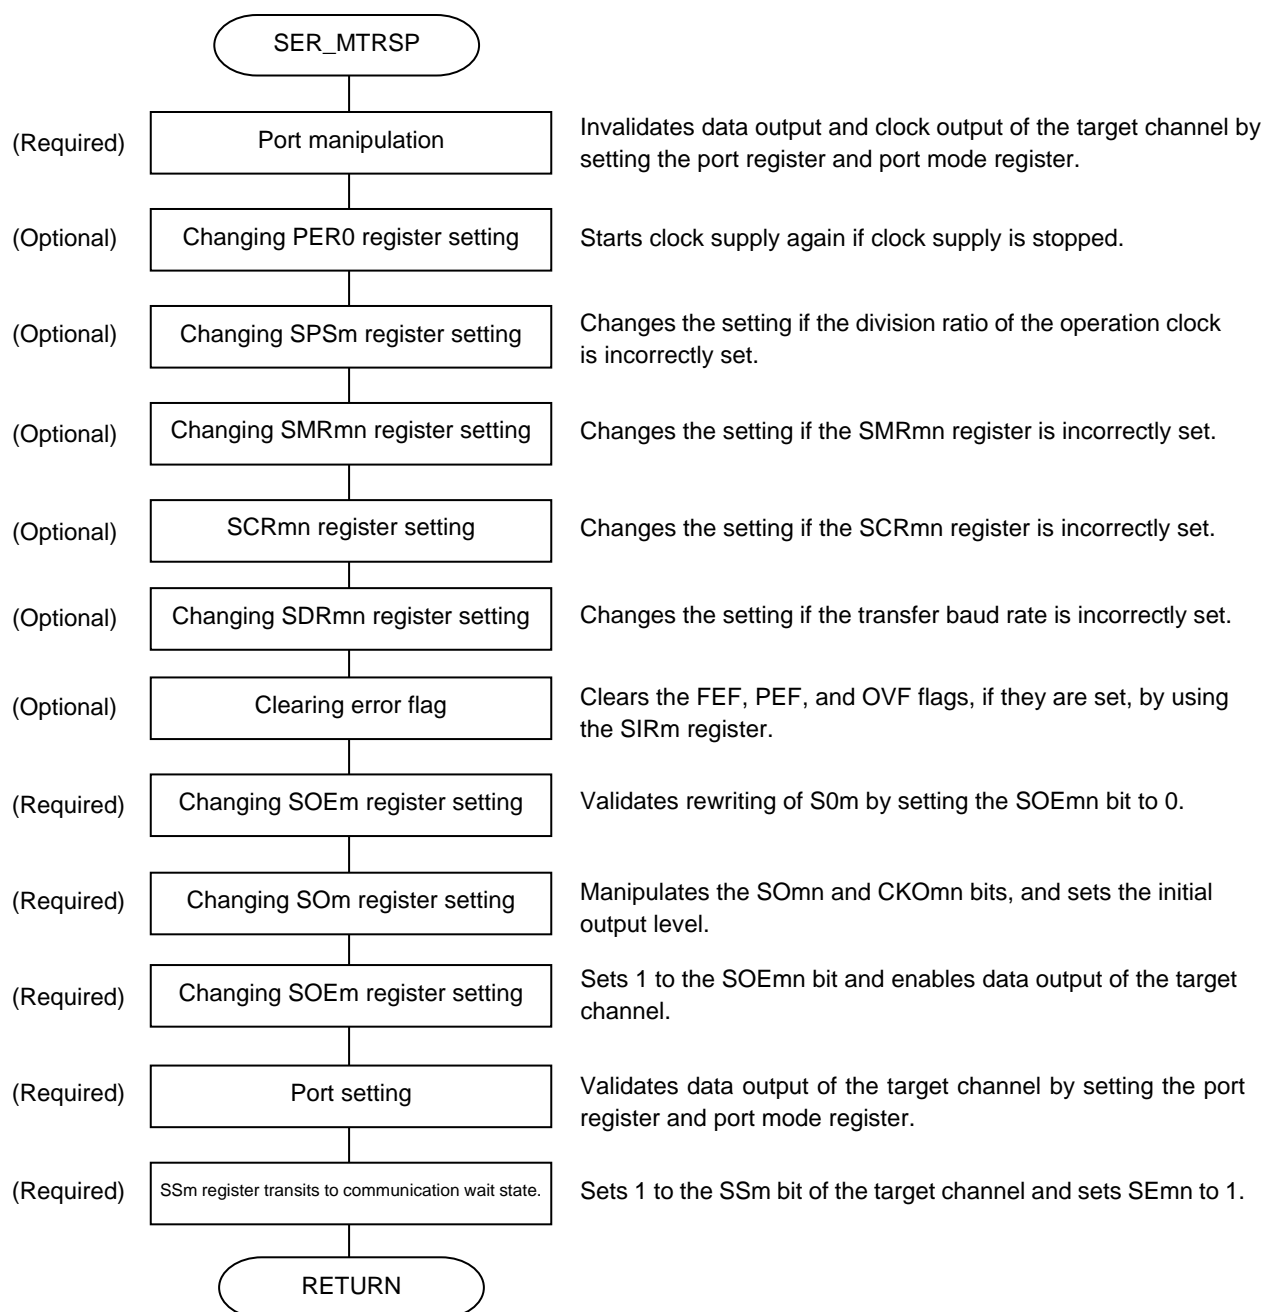 SER_MTRSP
(Required)
Port manipulation
Invalidates data output and clock output of the target channel by
setting the port register and port mode register.
(Optional)
Changing PER0 register setting
Starts clock supply again if clock supply is stopped.
(Optional)
Changing SPSm register setting
Changes the setting if the division ratio of the operation clock
is incorrectly set.
(Optional)
Changing SMRmn register setting
Changes the setting if the SMRmn register is incorrectly set.
(Optional)
SCRmn register setting
Changes the setting if the SCRmn register is incorrectly set.
(Optional)
Changing SDRmn register setting
Changes the setting if the transfer baud rate is incorrectly set.
(Optional)
Clearing error flag
Clears the FEF, PEF, and OVF flags, if they are set, by using
the SIRm register.
(Required)
Changing SOEm register setting
Validates rewriting of S0m by setting the SOEmn bit to 0.
(Required)
Changing SOm register setting
Manipulates the SOmn and CKOmn bits, and sets the initial
output level.
(Required)
Changing SOEm register setting
Sets 1 to the SOEmn bit and enables data output of the target
channel.
(Required)
Port setting
Validates data output of the target channel by setting the port
register and port mode register.
(Required)
SSm register transits to communication wait state.
Sets 1 to the SSm bit of the target channel and sets SEmn to 1.
RETURN